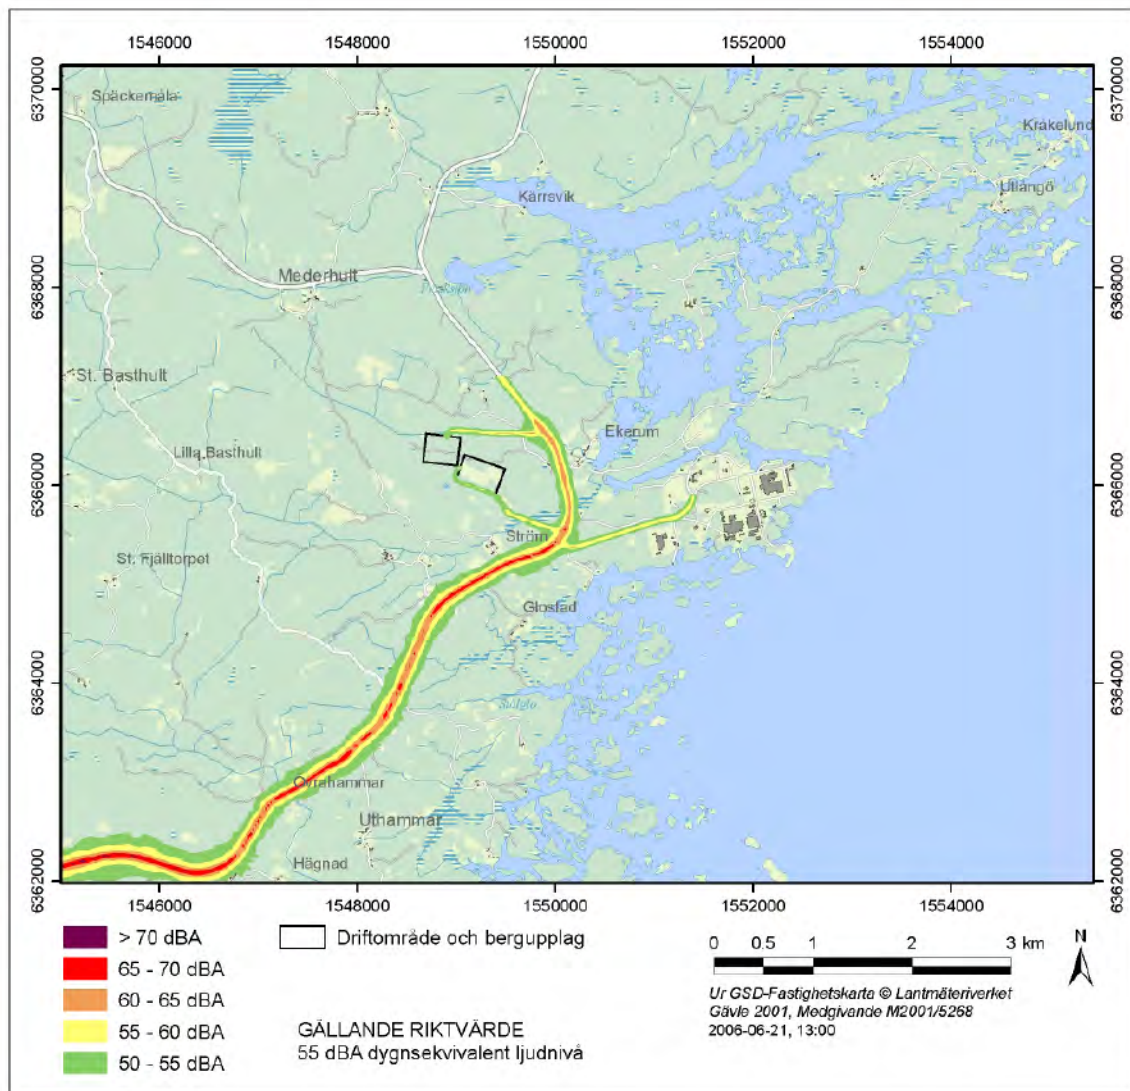 1546000 1548000 1550000 1552000 1554000
6370000 6370000
Späckemåla
Kråkelund
Utlångö
Kärrsvik
Mederhult
6368000 6368000
St. Basthult
Ekerum
Lilla Basthult
6366000 6366000
Ström
St. Fjälltorpet
Glostad
6364000 6364000
Övrahammar
Uthammar
Hägnad
6362000 6362000
1546000 1548000 1550000 1552000 1554000
> 70 dBA
65 - 70 dBA
60 - 65 dBA
55 - 60 dBA
50 - 55 dBA
Driftområde och bergupplag
GÄLLANDE RIKTVÄRDE
55 dBA dygnsekvivalent ljudnivå
0 0.5 1 2 3 km
N
Ur GSD-Fastighetskarta © Lantmäteriverket
Gävle 2001, Medgivande M2001/5268
2006-06-21, 13:00